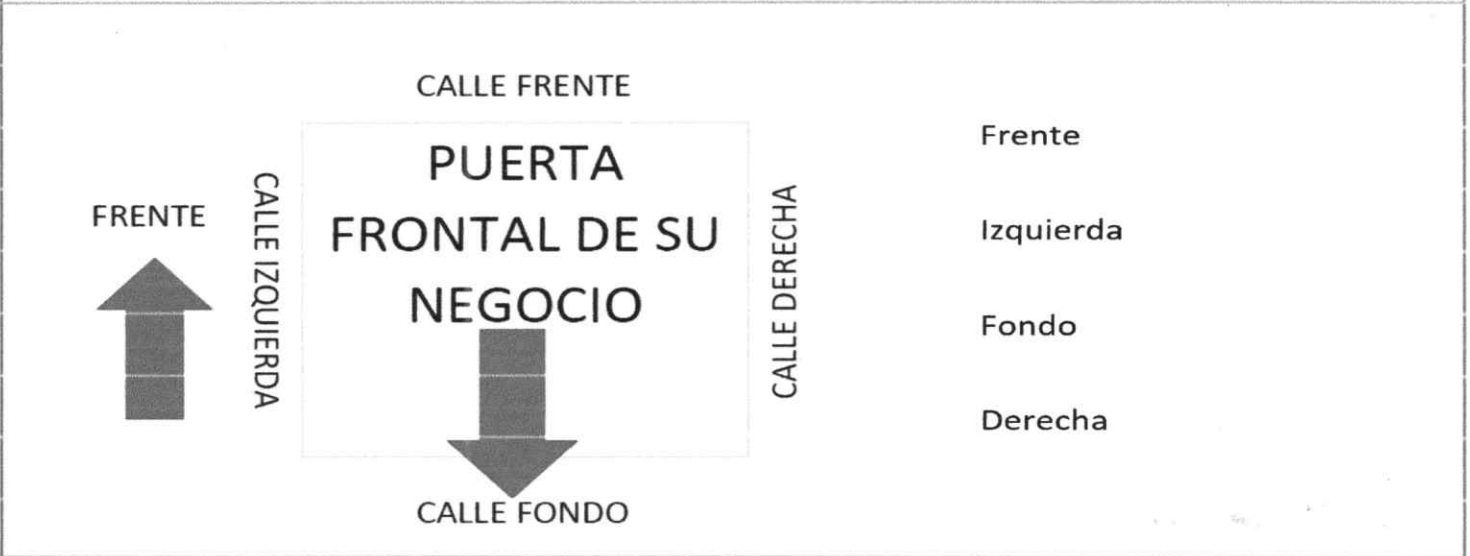 CALLE FRENTE
FRENTE
CALLE IZQUIERDA
PUERTA
FRONTAL DE SU
NEGOCIO
CALLE DERECHA
CALLE FONDO
Frente
Izquierda
Fondo
Derecha